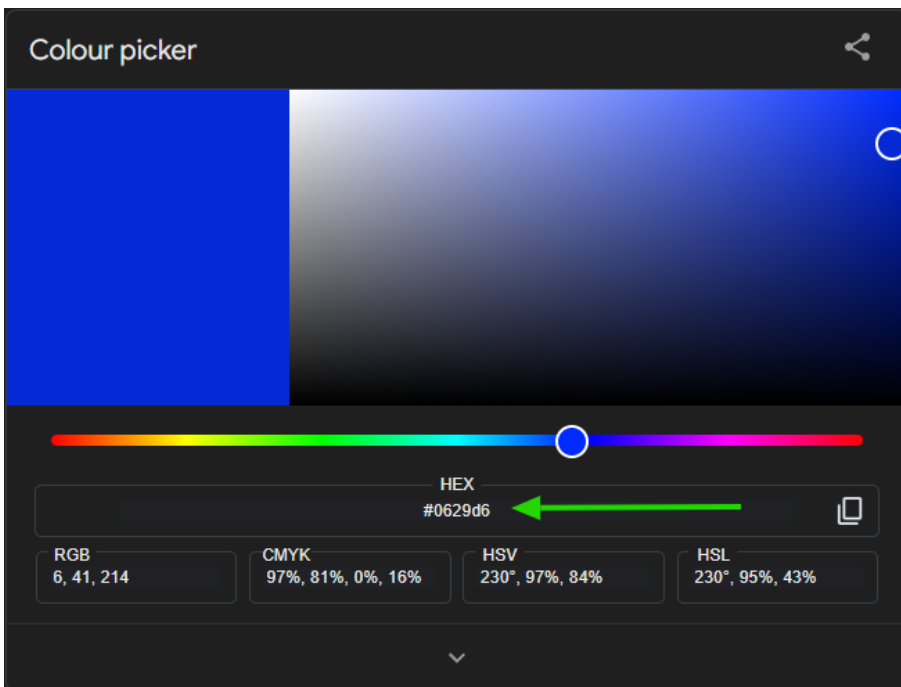 Colour picker
HEX
#0629d6
RGB
6, 41, 214
CMYK
97%, 81%, 0%, 16%
HSV
230°, 97%, 84%
HSL
230°, 95%, 43%